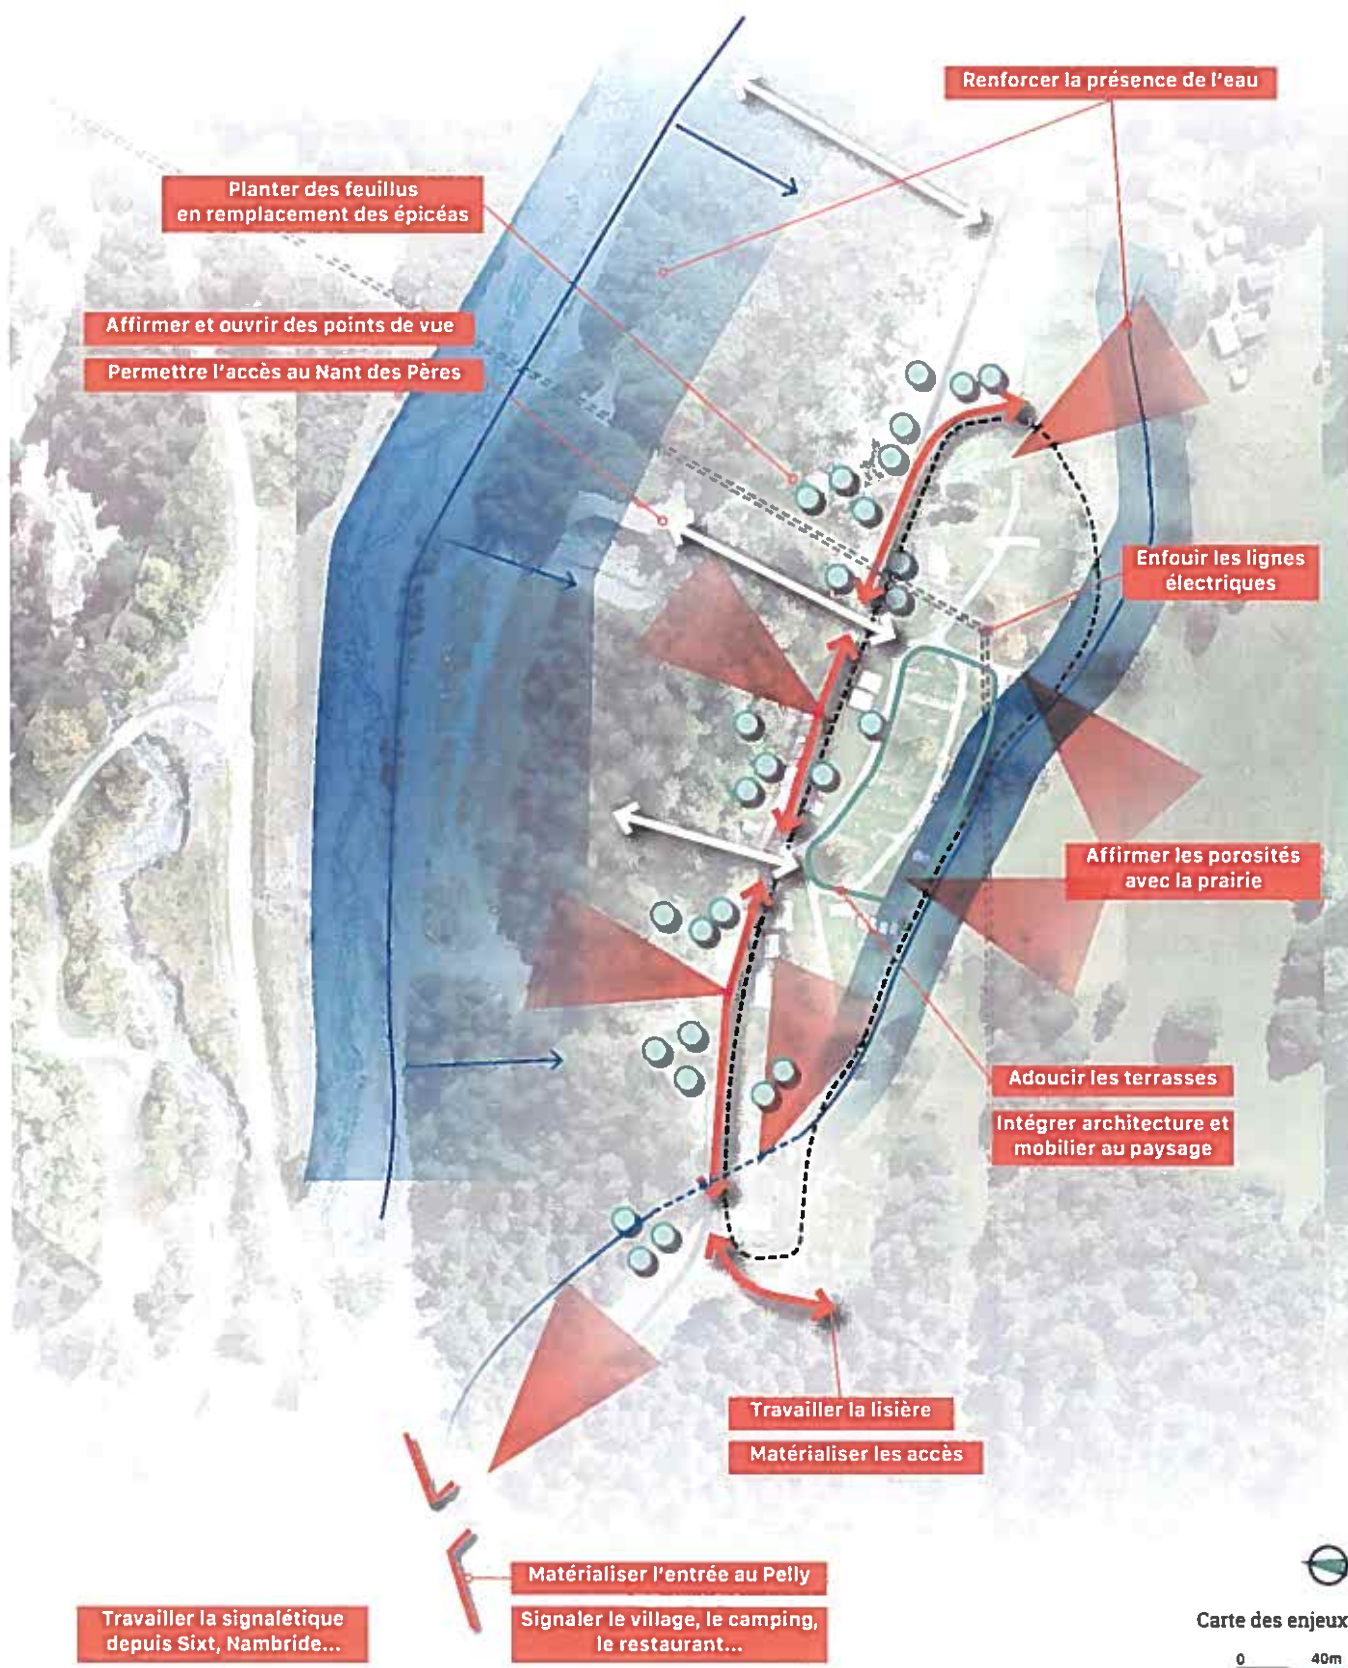 Renforcer la présence de l'eau
Planter des feuillus
en remplacement des épicéas
Affirmer et ouvrir des points de vue
Permettre l'accès au Nant des Pères
Enfouir les lignes
électriques
Affirmer les porosités
avec la prairie
Adoucir les terrasses
Intégrer architecture et
mobilier au paysage
Travailler la lisière
Matérialiser les accès
Matérialiser l'entrée au Pelly
Signaler le village, le camping,
le restaurant...
Travailler la signalétique
depuis Sixt, Nambride...
Carte des enjeux
0 40m